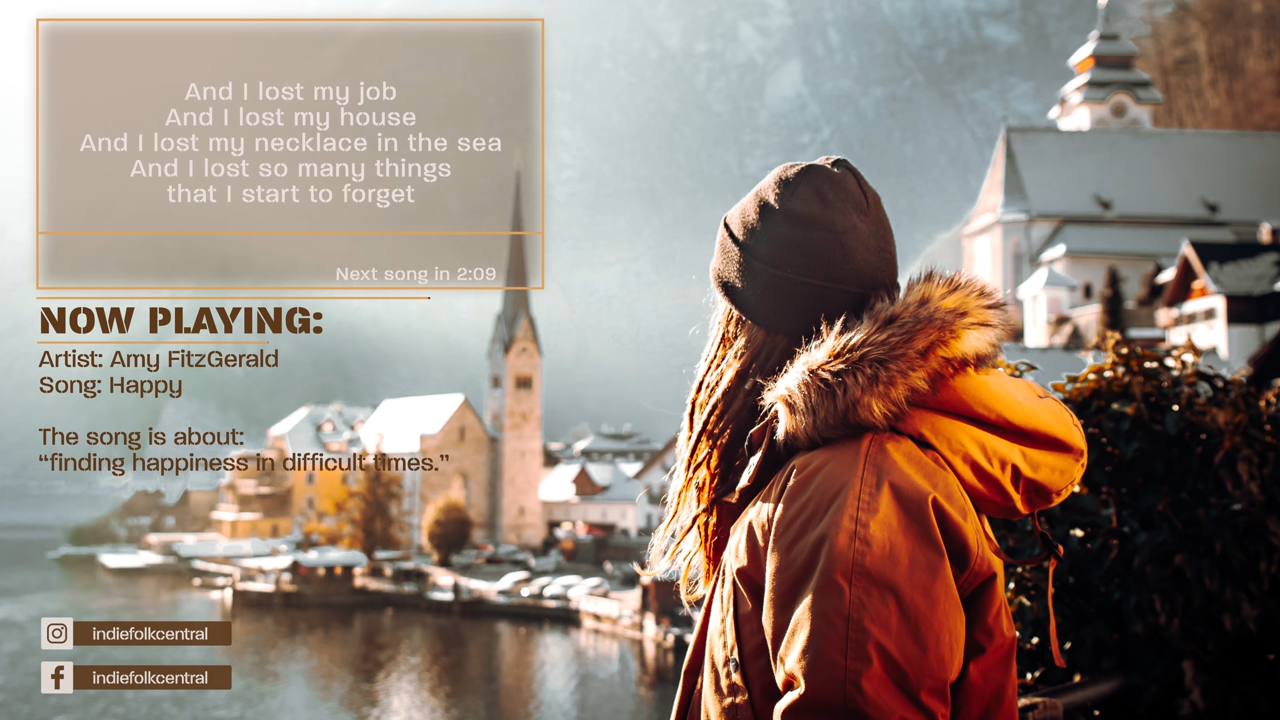 And I lost my job
And I lost my house
And I lost my necklace in the sea
And I lost so many things
that I start to forget
Next song in 2:09
NOW PLAYING:
Artist: Amy FitzGerald
Song: Happy
The song is about:
“finding happiness in difficult times.”
indiefolkcentral
indiefolkcentral